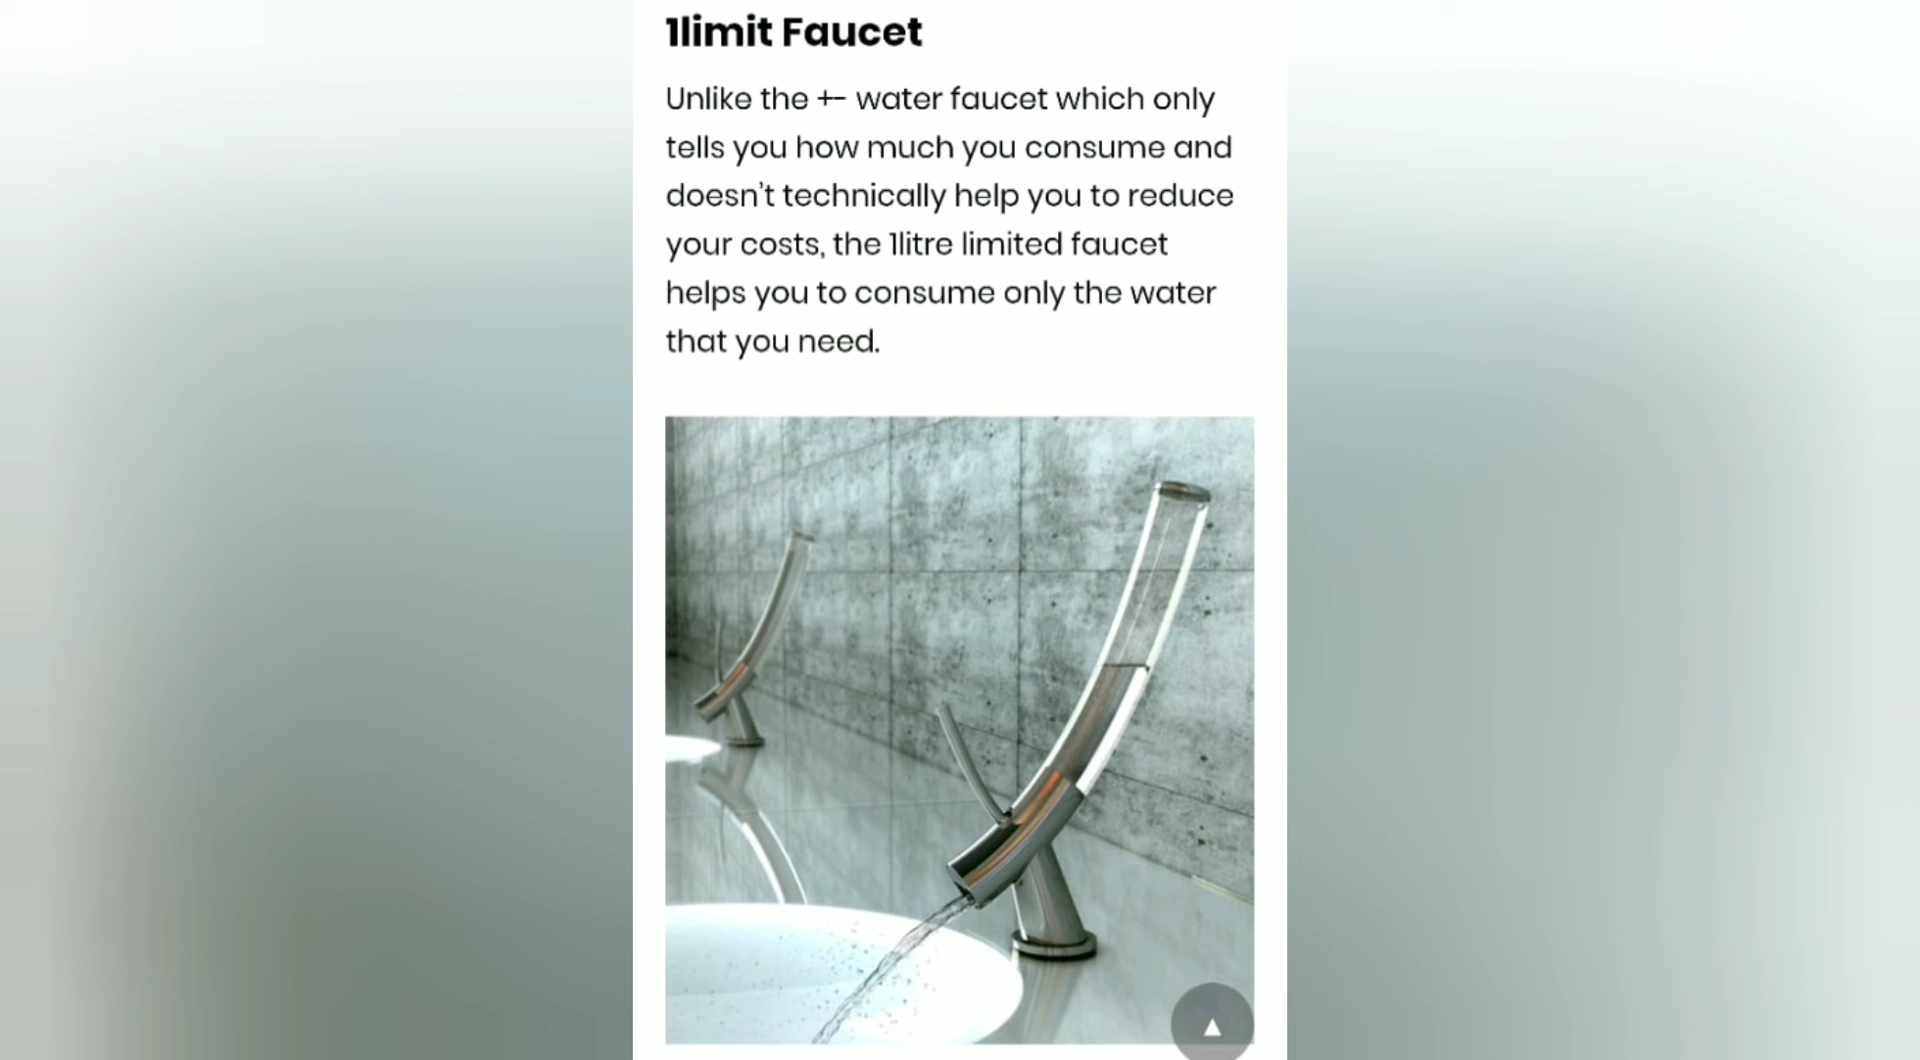 1limit Faucet
Unlike the +- water faucet which only
tells you how much you consume and
doesn't technically help you to reduce
your costs, the 1litre limited faucet
helps you to consume only the water
that you need.